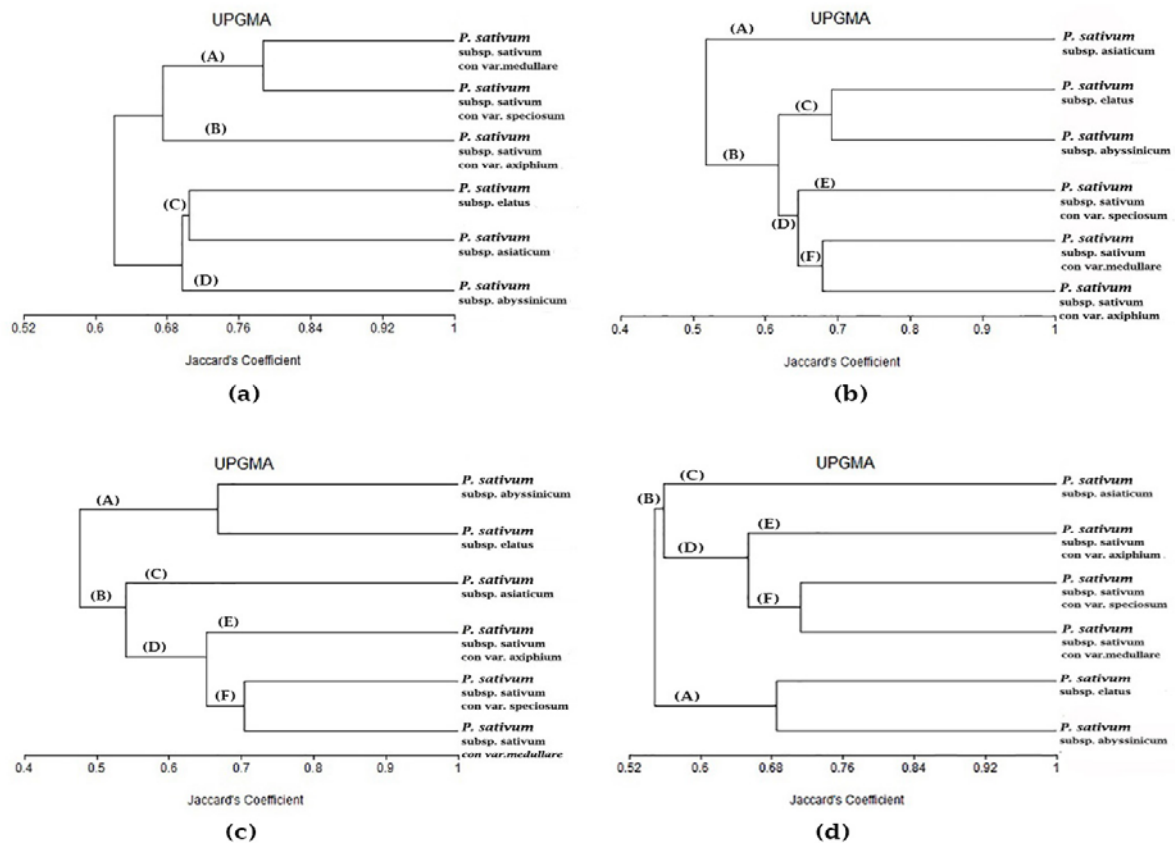 UPGMA
P. sativum
subsp. sativum
con var.medullare
(A)
P. sativum
subsp. sativum
con var. speciosum
(B)
P. sativum
subsp. sativum
con var. axiphium
P. sativum
subsp. elatus
(C)
P. sativum
subsp. asiaticum
(D)
P. sativum
subsp. abyssinicum
0.52 0.6 0.68 0.76 0.84 0.92 1
Jaccard's Coefficient
(a)
UPGMA
(A)
P. sativum
subsp. asiaticum
P. sativum
subsp. elatus
(C)
P. sativum
subsp. abyssinicum
(B)
(E)
P. sativum
subsp. sativum
con var. speciosum
(D)
P. sativum
subsp. sativum
con var.medullare
(F)
P. sativum
subsp. sativum
con var. axiphium
0.4 0.5 0.6 0.7 0.8 0.9 1
Jaccard's Coefficient
(b)
UPGMA
P. sativum
subsp. abyssinicum
(A)
P. sativum
subsp. elatus
(C)
P. sativum
subsp. asiaticum
(B)
(E)
P. sativum
subsp. sativum
con var. axiphium
(D)
P. sativum
subsp. sativum
con var. speciosum
(F)
P. sativum
subsp. sativum
con var.medullare
0.4 0.5 0.6 0.7 0.8 0.9 1
Jaccard's Coefficient
(c)
UPGMA
(C)
P. sativum
subsp. asiaticum
(B)
(E)
P. sativum
subsp. sativum
con var. axiphium
(D)
P. sativum
subsp. sativum
con var. speciosum
(F)
P. sativum
subsp. sativum
con var.medullare
P. sativum
subsp. elatus
(A)
P. sativum
subsp. abyssinicum
0.52 0.6 0.68 0.76 0.84 0.92 1
Jaccard's Coefficient
(d)